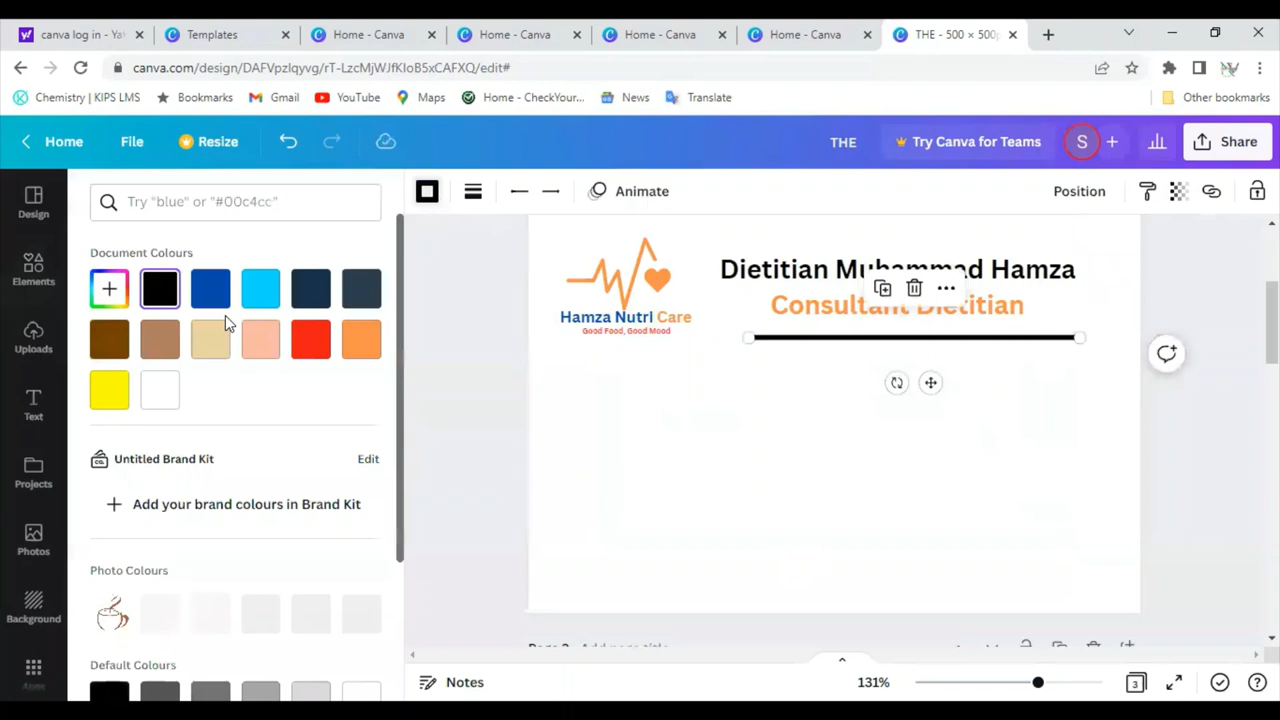 canva log in - Ya
Templates
Home - Canva
Home - Canva
Home - Canva
Home - Canva
THE - 500 × 500p
canva.com/design/DAFVpzlqyvg/rT-LzcMjWJfKIoB5xCAFXQ/edit#
Chemistry | KIPS LMS
Bookmarks
Gmail
YouTube
Maps
Home - CheckYour...
News
Translate
Other bookmarks
Home
File
Resize
THE
Try Canva for Teams
S
Share
Try "blue" or "#00c4cc"
Animate
Position
Design
Elements
Uploads
Text
Projects
Photos
Background
Apps
Document Colours
Untitled Brand Kit
Edit
Add your brand colours in Brand Kit
Photo Colours
Default Colours
Hamza Nutri Care
Good Food, Good Mood
Dietitian Muhammad Hamza
Consultant Dietitian
Notes
131%
3